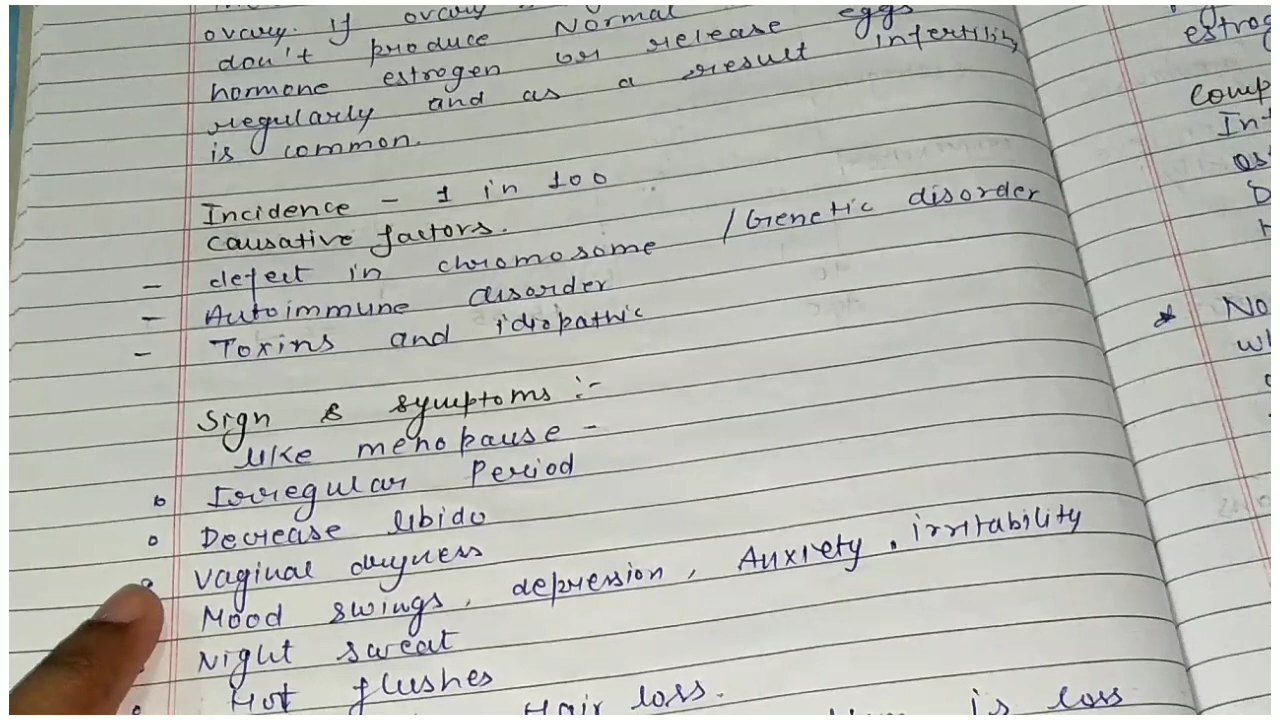 ovary. If ovary
don't produce Normal
hormone estrogen or release eggs
regularly and as a result infertility
is common.
Incidence - 1 in 100
Causative factors.
- defect in chromosome / Genetic disorder
- Autoimmune disorder
- Toxins and idiopathic
Sign & symptoms :-
like menopause -
Irregular Period
Decrease libido
Vaginal dryness
Mood swings, depression, Anxiety, irritability
Night sweat
Hot flushes
Hair loss.
is loss
estrog
Comp
Int
Os
D
H
* No
wh